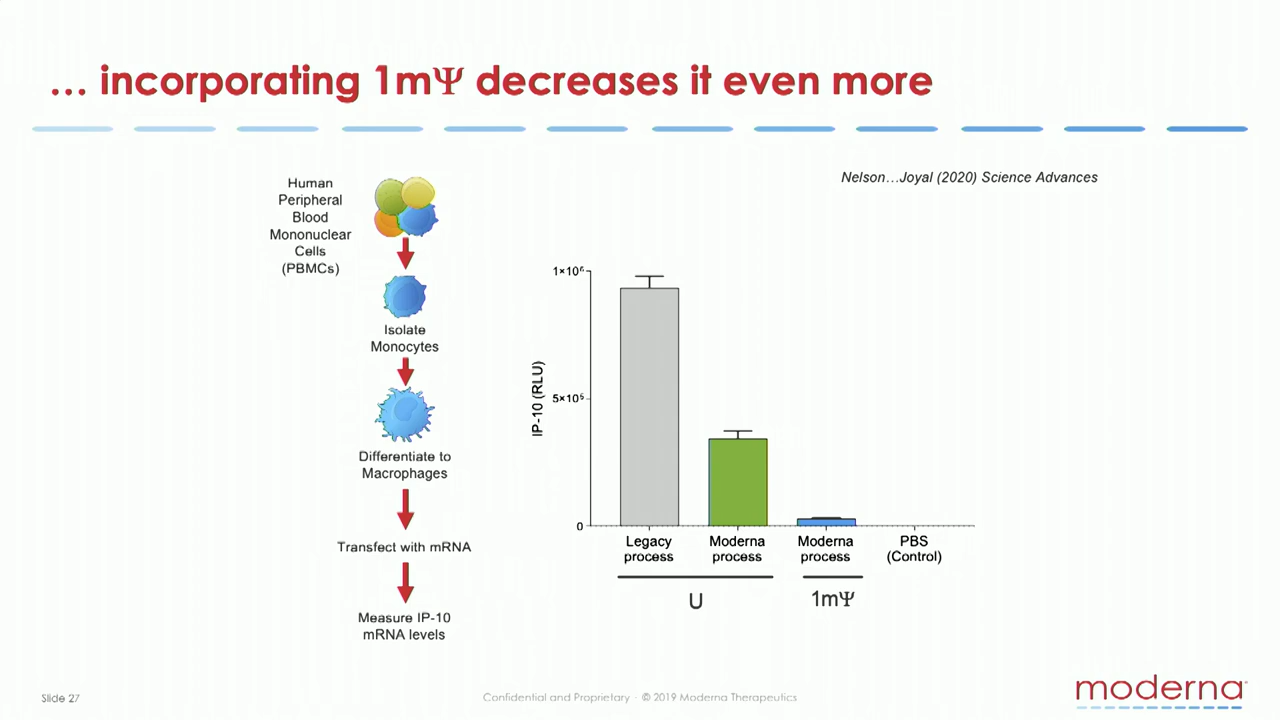 … incorporating 1mΨ decreases it even more
Nelson…Joyal (2020) Science Advances
Human
Peripheral
Blood
Mononuclear
Cells
(PBMCs)
Isolate
Monocytes
Differentiate to
Macrophages
Transfect with mRNA
Measure IP-10
mRNA levels
IP-10 (RLU)
1×10⁶
5×10⁵
0
Legacy
process
Moderna
process
Moderna
process
PBS
(Control)
U
1mΨ
Slide 27
Confidential and Proprietary · © 2019 Moderna Therapeutics
moderna